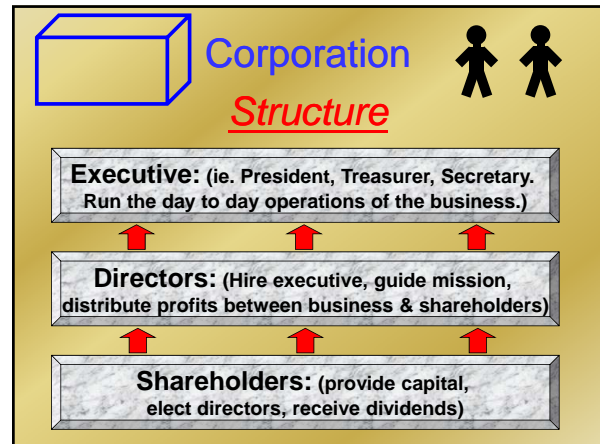 Corporation
Structure
Executive: (ie. President, Treasurer, Secretary.
Run the day to day operations of the business.)
Directors: (Hire executive, guide mission,
distribute profits between business & shareholders)
Shareholders: (provide capital,
elect directors, receive dividends)